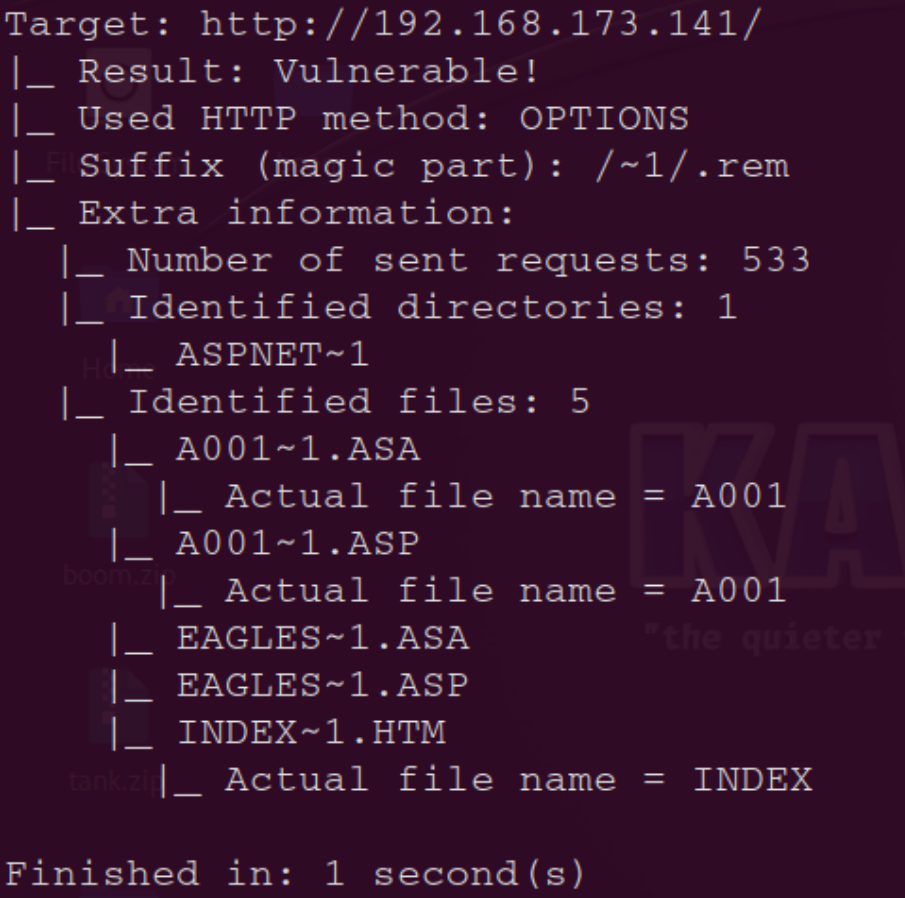 Target: http://192.168.173.141/
|_ Result: Vulnerable!
|_ Used HTTP method: OPTIONS
|_ Suffix (magic part): /~1/.rem
|_ Extra information:
  |_ Number of sent requests: 533
  |_ Identified directories: 1
    |_ ASPNET~1
Home
  |_ Identified files: 5
    |_ A001~1.ASA
      |_ Actual file name = A001
    |_ A001~1.ASP
boom.zip
      |_ Actual file name = A001
    |_ EAGLES~1.ASA
"the quieter
    |_ EAGLES~1.ASP
    |_ INDEX~1.HTM
tank.zip
      |_ Actual file name = INDEX
KA
Finished in: 1 second(s)